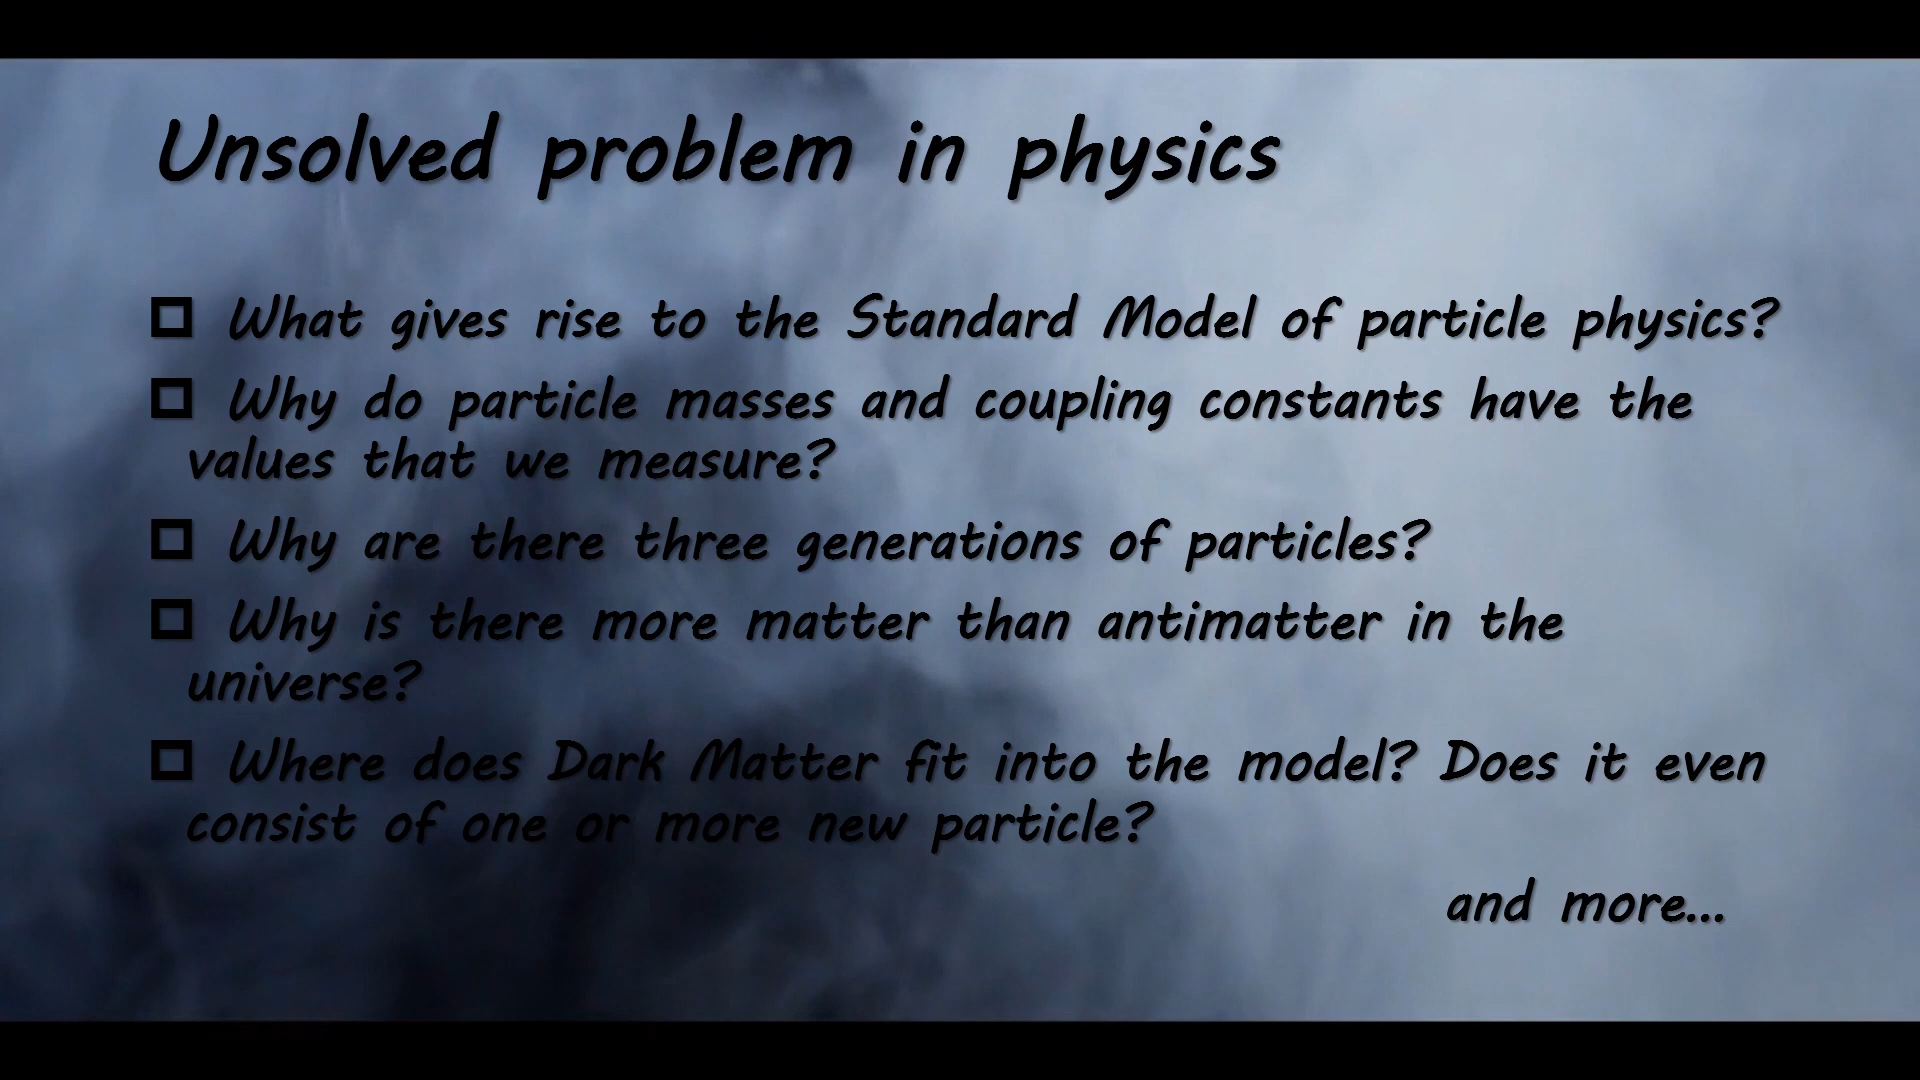 Unsolved problem in physics
What gives rise to the Standard Model of particle physics?
Why do particle masses and coupling constants have the
values that we measure?
Why are there three generations of particles?
Why is there more matter than antimatter in the
universe?
Where does Dark Matter fit into the model? Does it even
consist of one or more new particle?
and more...